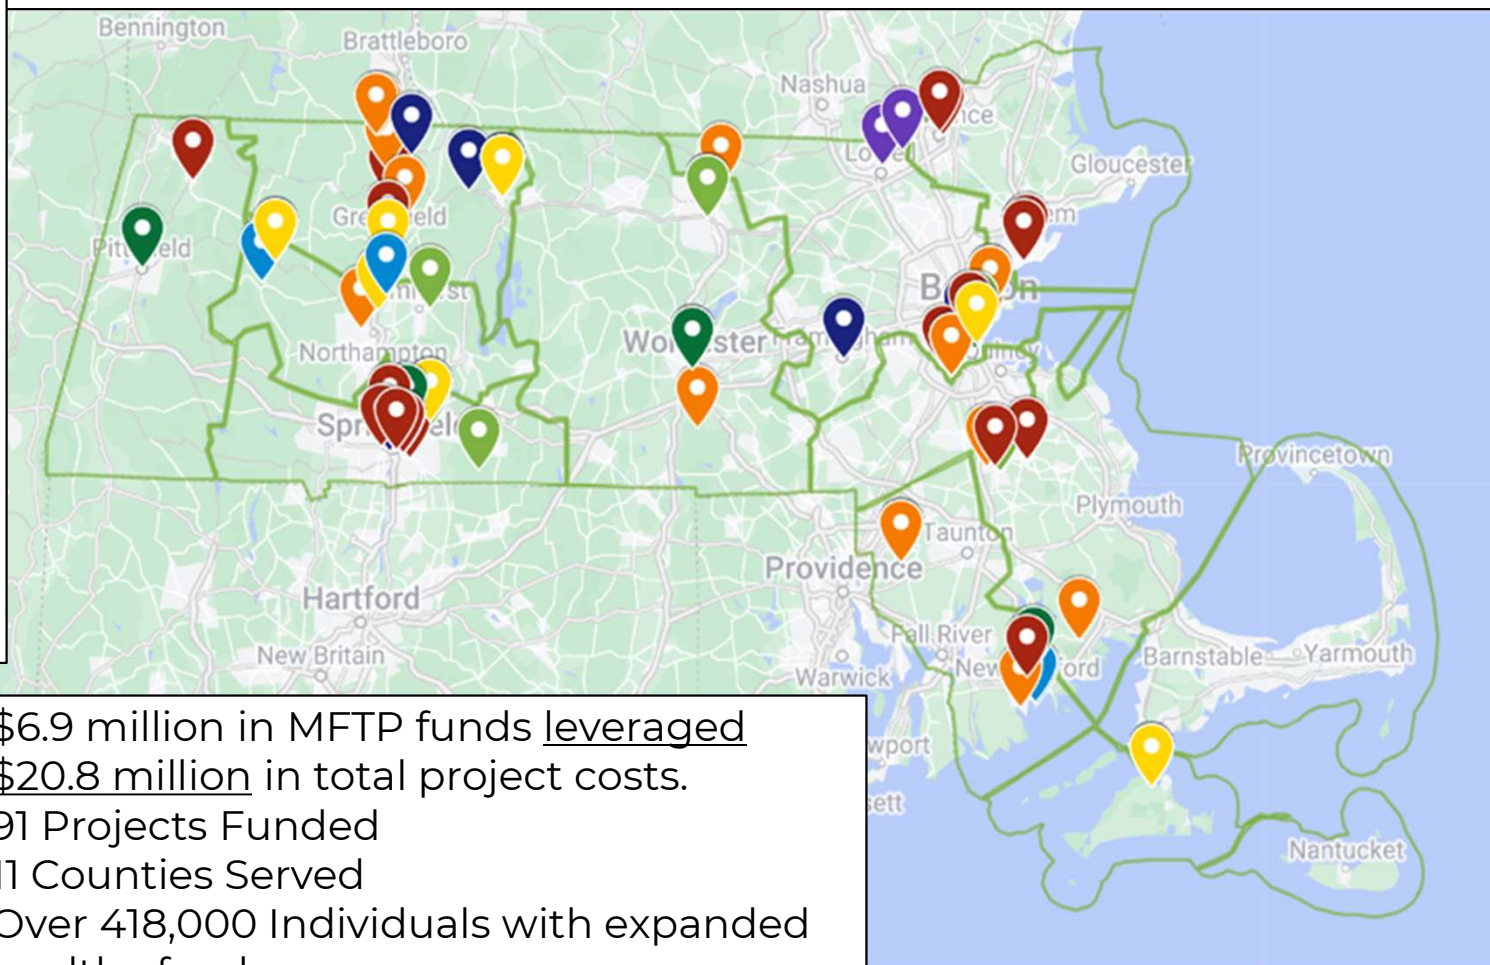 Bennington
Brattleboro
Nashua
Gloucester
Boston
Worcester
Northampton
Provincetown
Plymouth
Taunton
Providence
Hartford
Fall River
New Britain
Barnstable
Yarmouth
Warwick
Nantucket
$6.9 million in MFTP funds leveraged
$20.8 million in total project costs.
91 Projects Funded
11 Counties Served
Over 418,000 Individuals with expanded